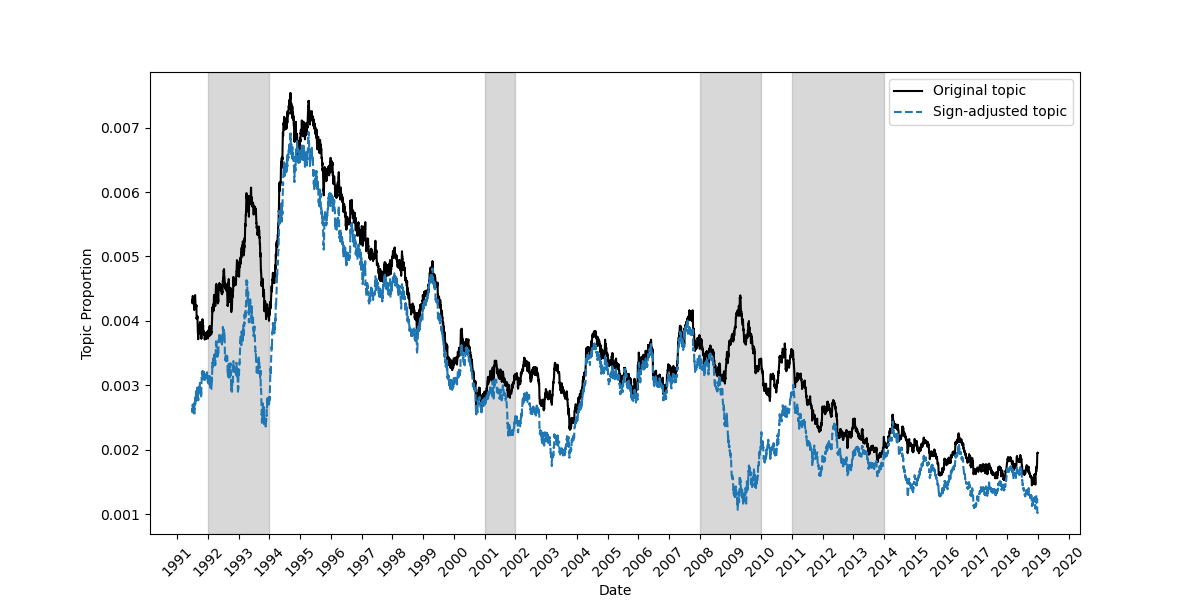 Original topic
Sign-adjusted topic
Topic Proportion
0.007
0.006
0.005
0.004
0.003
0.002
0.001
1991 1992 1993 1994 1995 1996 1997 1998 1999 2000 2001 2002 2003 2004 2005 2006 2007 2008 2009 2010 2011 2012 2013 2014 2015 2016 2017 2018 2019 2020
Date